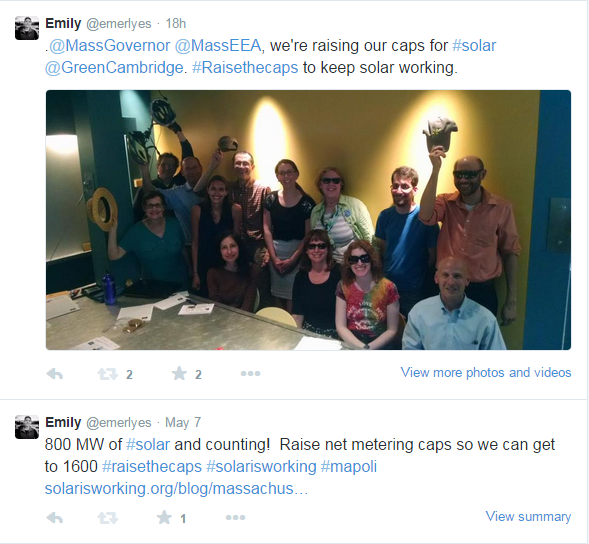 Emily @emerlyes · 18h
.@MassGovernor @MassEEA, we're raising our caps for #solar
@GreenCambridge. #Raisethecaps to keep solar working.
2 2 View more photos and videos
Emily @emerlyes · May 7
800 MW of #solar and counting!  Raise net metering caps so we can get
to 1600 #raisethecaps #solarisworking #mapoli
solarisworking.org/blog/massachus…
1 View summary